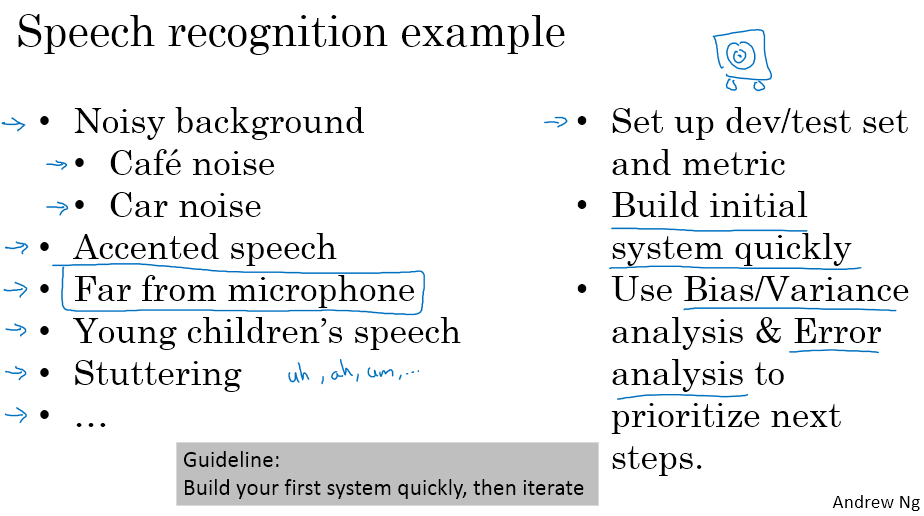 Speech recognition example
• Noisy background
• Café noise
• Car noise
• Accented speech
• Far from microphone
• Young children's speech
• Stuttering uh, ah, um, ...
• ...
• Set up dev/test set
and metric
• Build initial
system quickly
• Use Bias/Variance
analysis & Error
analysis to
prioritize next
steps.
Guideline:
Build your first system quickly, then iterate
Andrew Ng